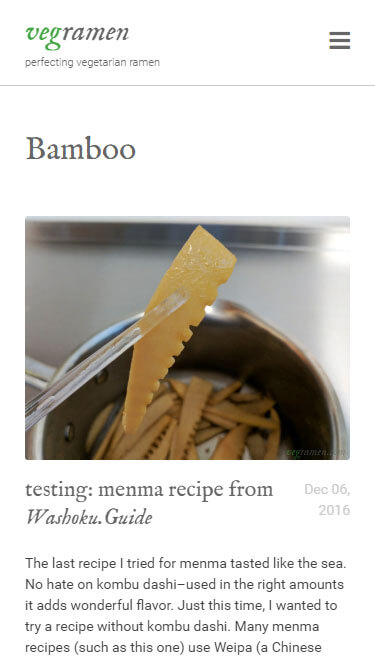 vegramen
perfecting vegetarian ramen
Bamboo
vegramen.com
testing: menma recipe from
Washoku.Guide
Dec 06,
2016
The last recipe I tried for menma tasted like the sea.
No hate on kombu dashi–used in the right amounts
it adds wonderful flavor. Just this time, I wanted to
try a recipe without kombu dashi. Many menma
recipes (such as this one) use Weipa (a Chinese